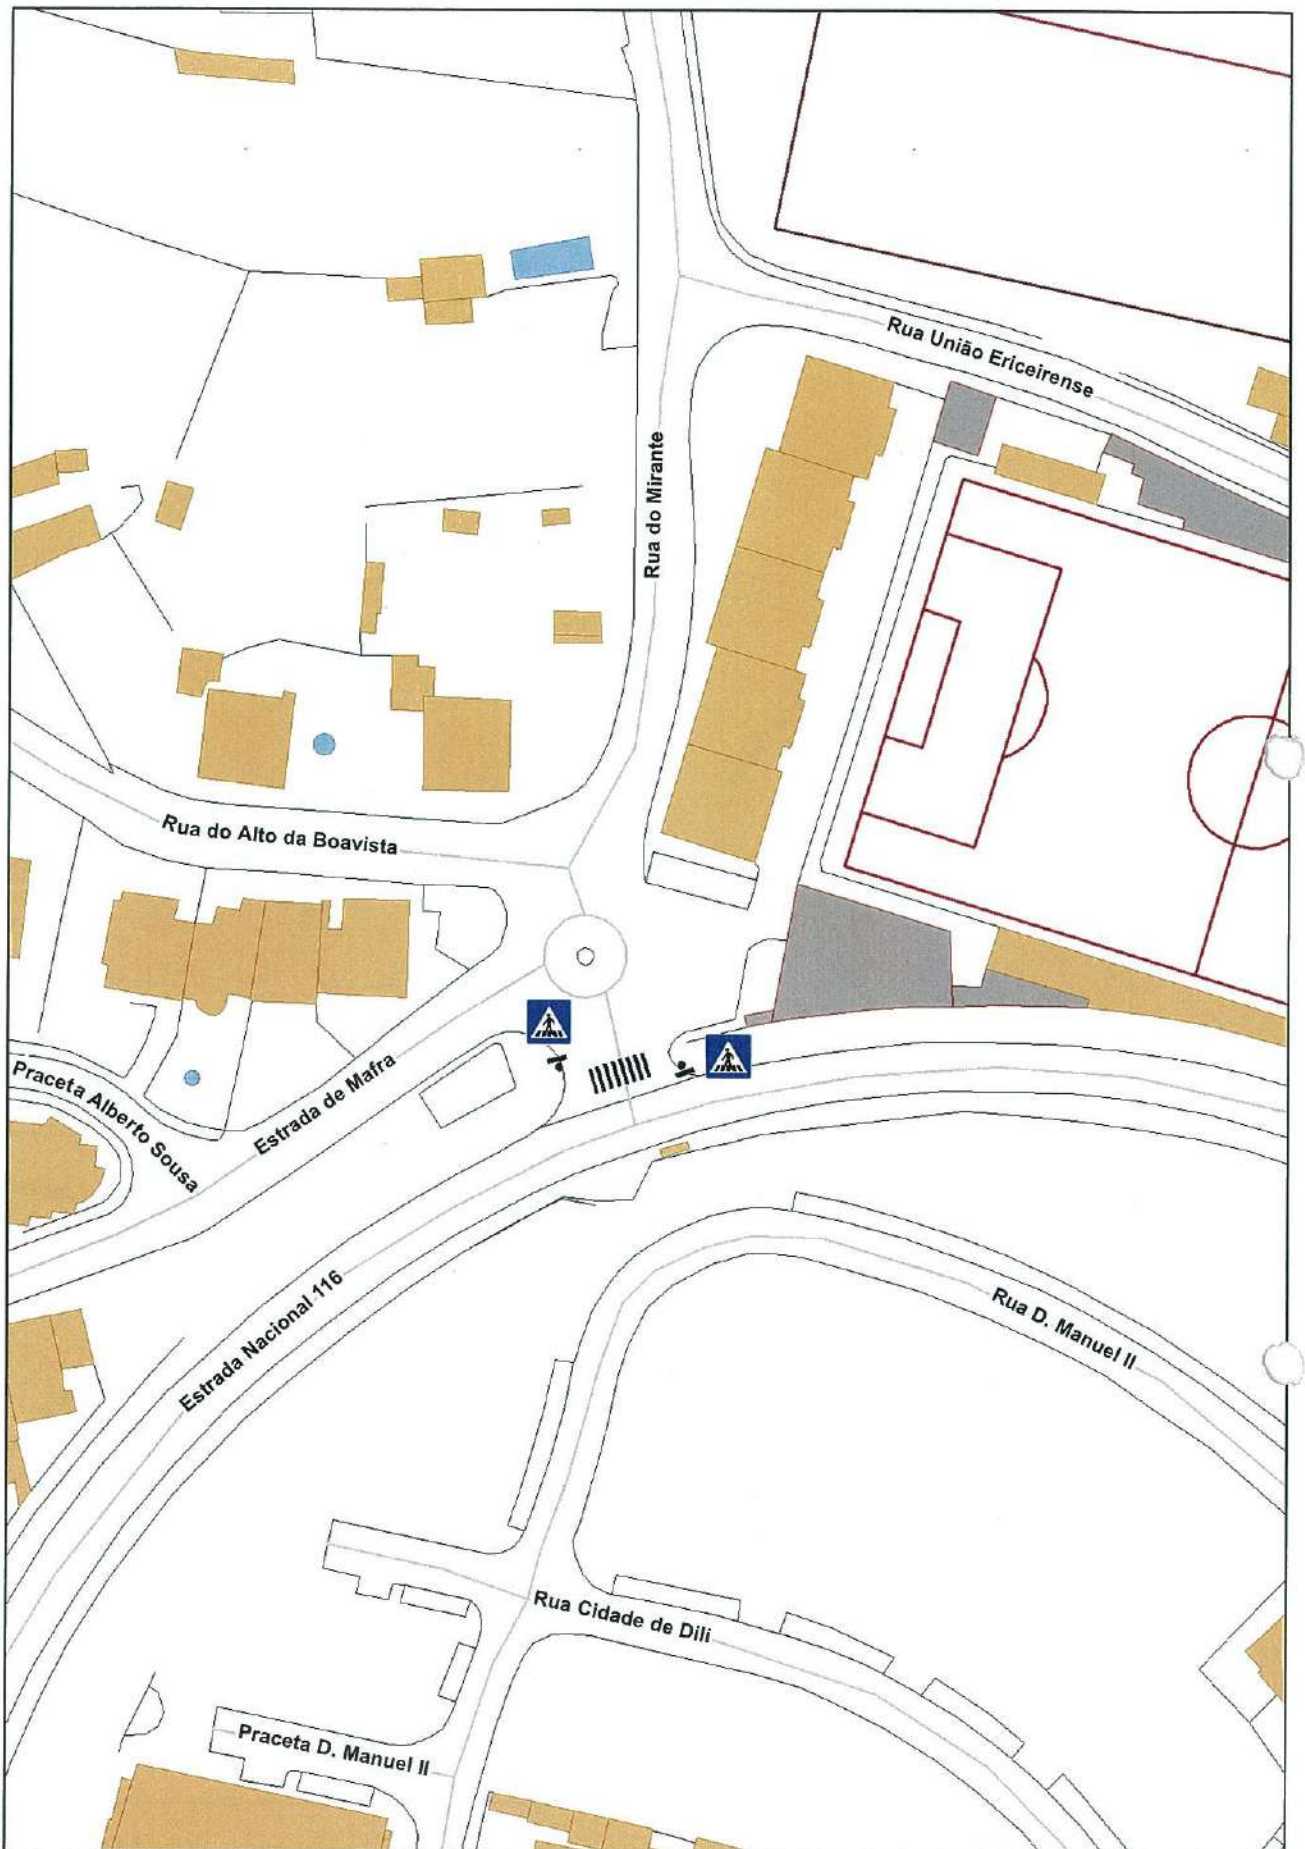 Rua União Ericeirense
Rua do Mirante
Rua do Alto da Boavista
Estrada de Mafra
Praceta Alberto Sousa
Estrada Nacional 116
Rua D. Manuel II
Rua Cidade de Dili
Praceta D. Manuel II